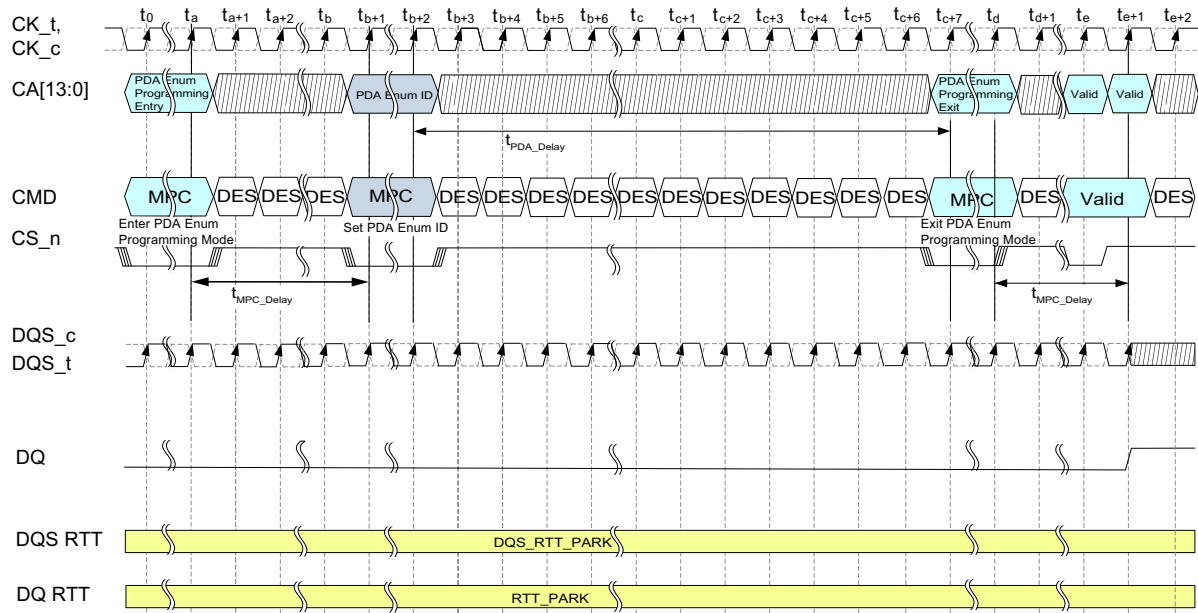 t0 ta ta+1 ta+2 tb tb+1 tb+2 tb+3 tb+4 tb+5 tb+6 tc tc+1 tc+2 tc+3 tc+4 tc+5 tc+6 tc+7 td td+1 te te+1 te+2
CK_t,
CK_c
CA[13:0]
PDA Enum
Programming
Entry
PDA Enum ID
PDA Enum
Programming
Exit
Valid Valid
tPDA_Delay
CMD MPC DES DES DES MPC DES DES DES DES DES DES DES DES DES DES DES MPC DES Valid DES
Enter PDA Enum
Programming Mode
Set PDA Enum ID
Exit PDA Enum
Programming Mode
CS_n
tMPC_Delay tMPC_Delay
DQS_c
DQS_t
DQ
DQS RTT DQS_RTT_PARK
DQ RTT RTT_PARK